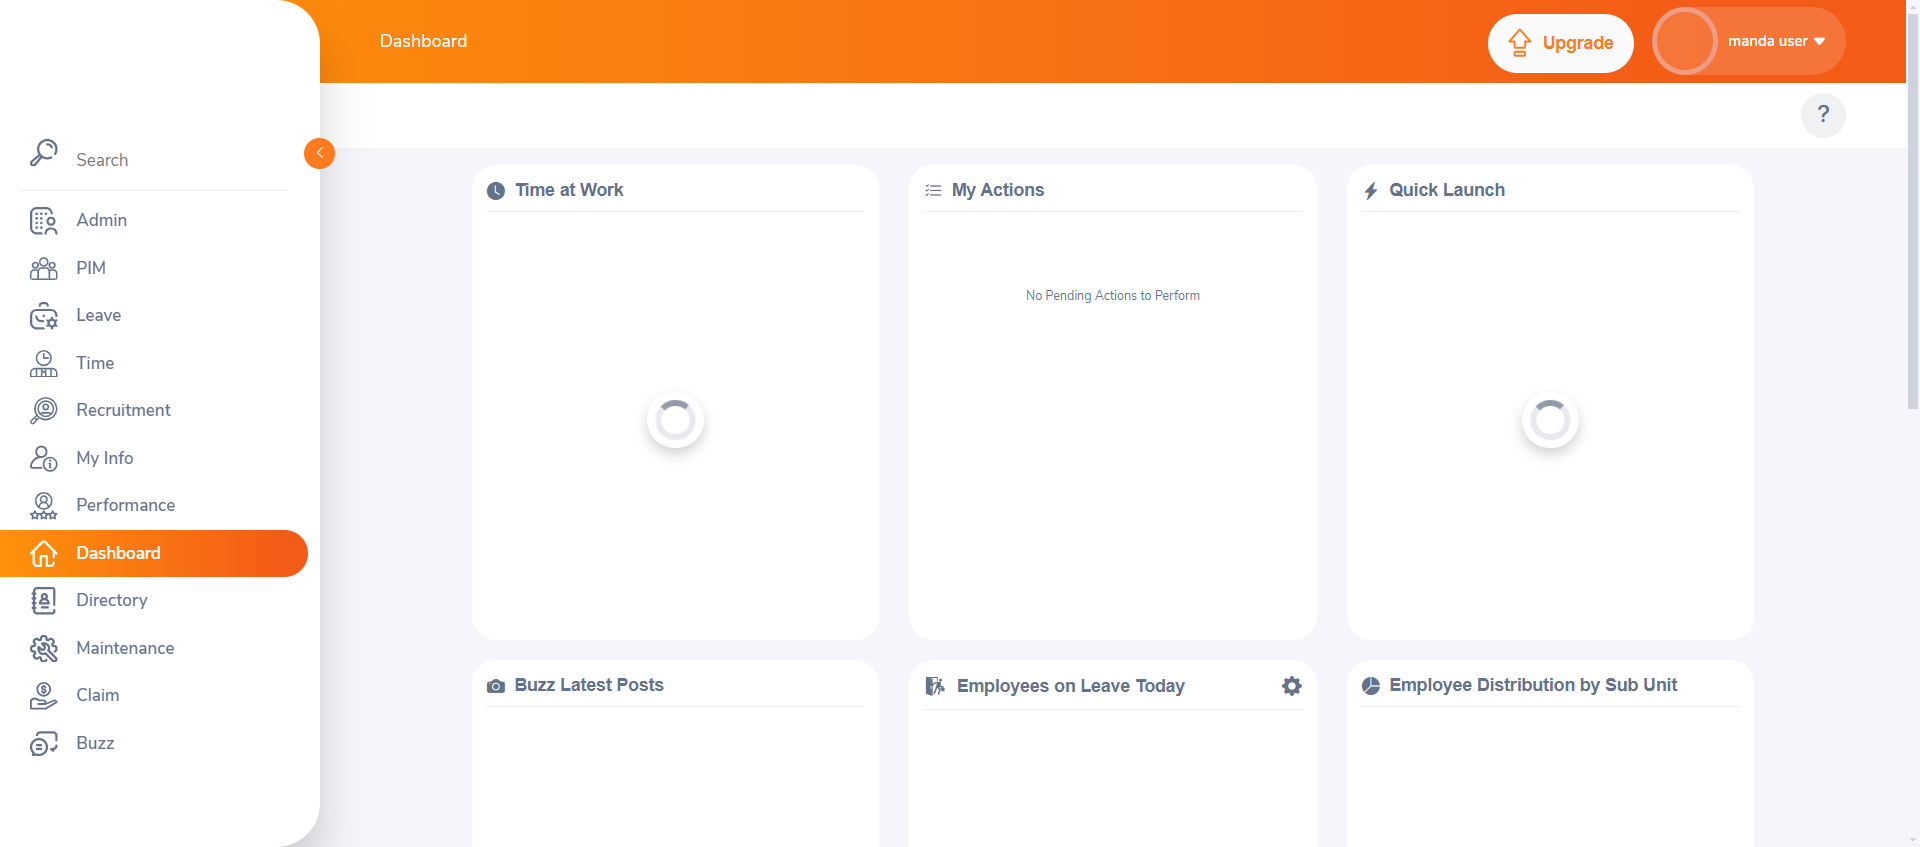 Dashboard
Upgrade
manda user
?
Search
Admin
PIM
Leave
Time
Recruitment
My Info
Performance
Dashboard
Directory
Maintenance
Claim
Buzz
Time at Work
My Actions
No Pending Actions to Perform
Quick Launch
Buzz Latest Posts
Employees on Leave Today
Employee Distribution by Sub Unit